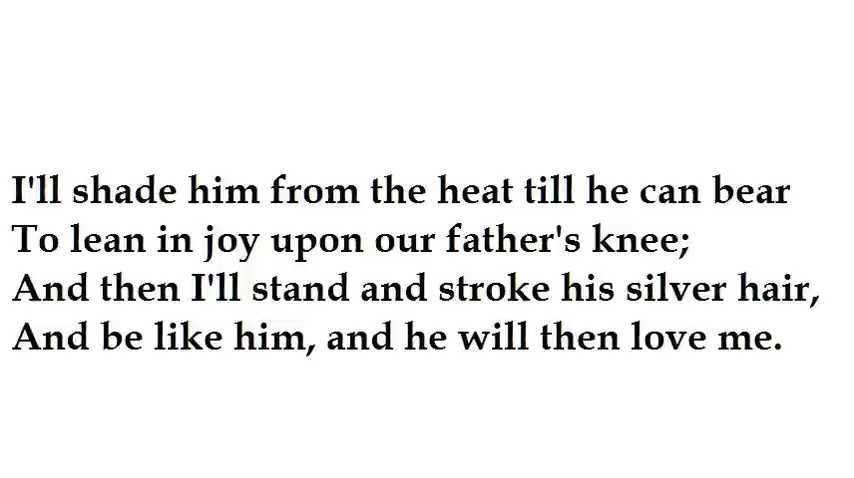 I'll shade him from the heat till he can bear
To lean in joy upon our father's knee;
And then I'll stand and stroke his silver hair,
And be like him, and he will then love me.